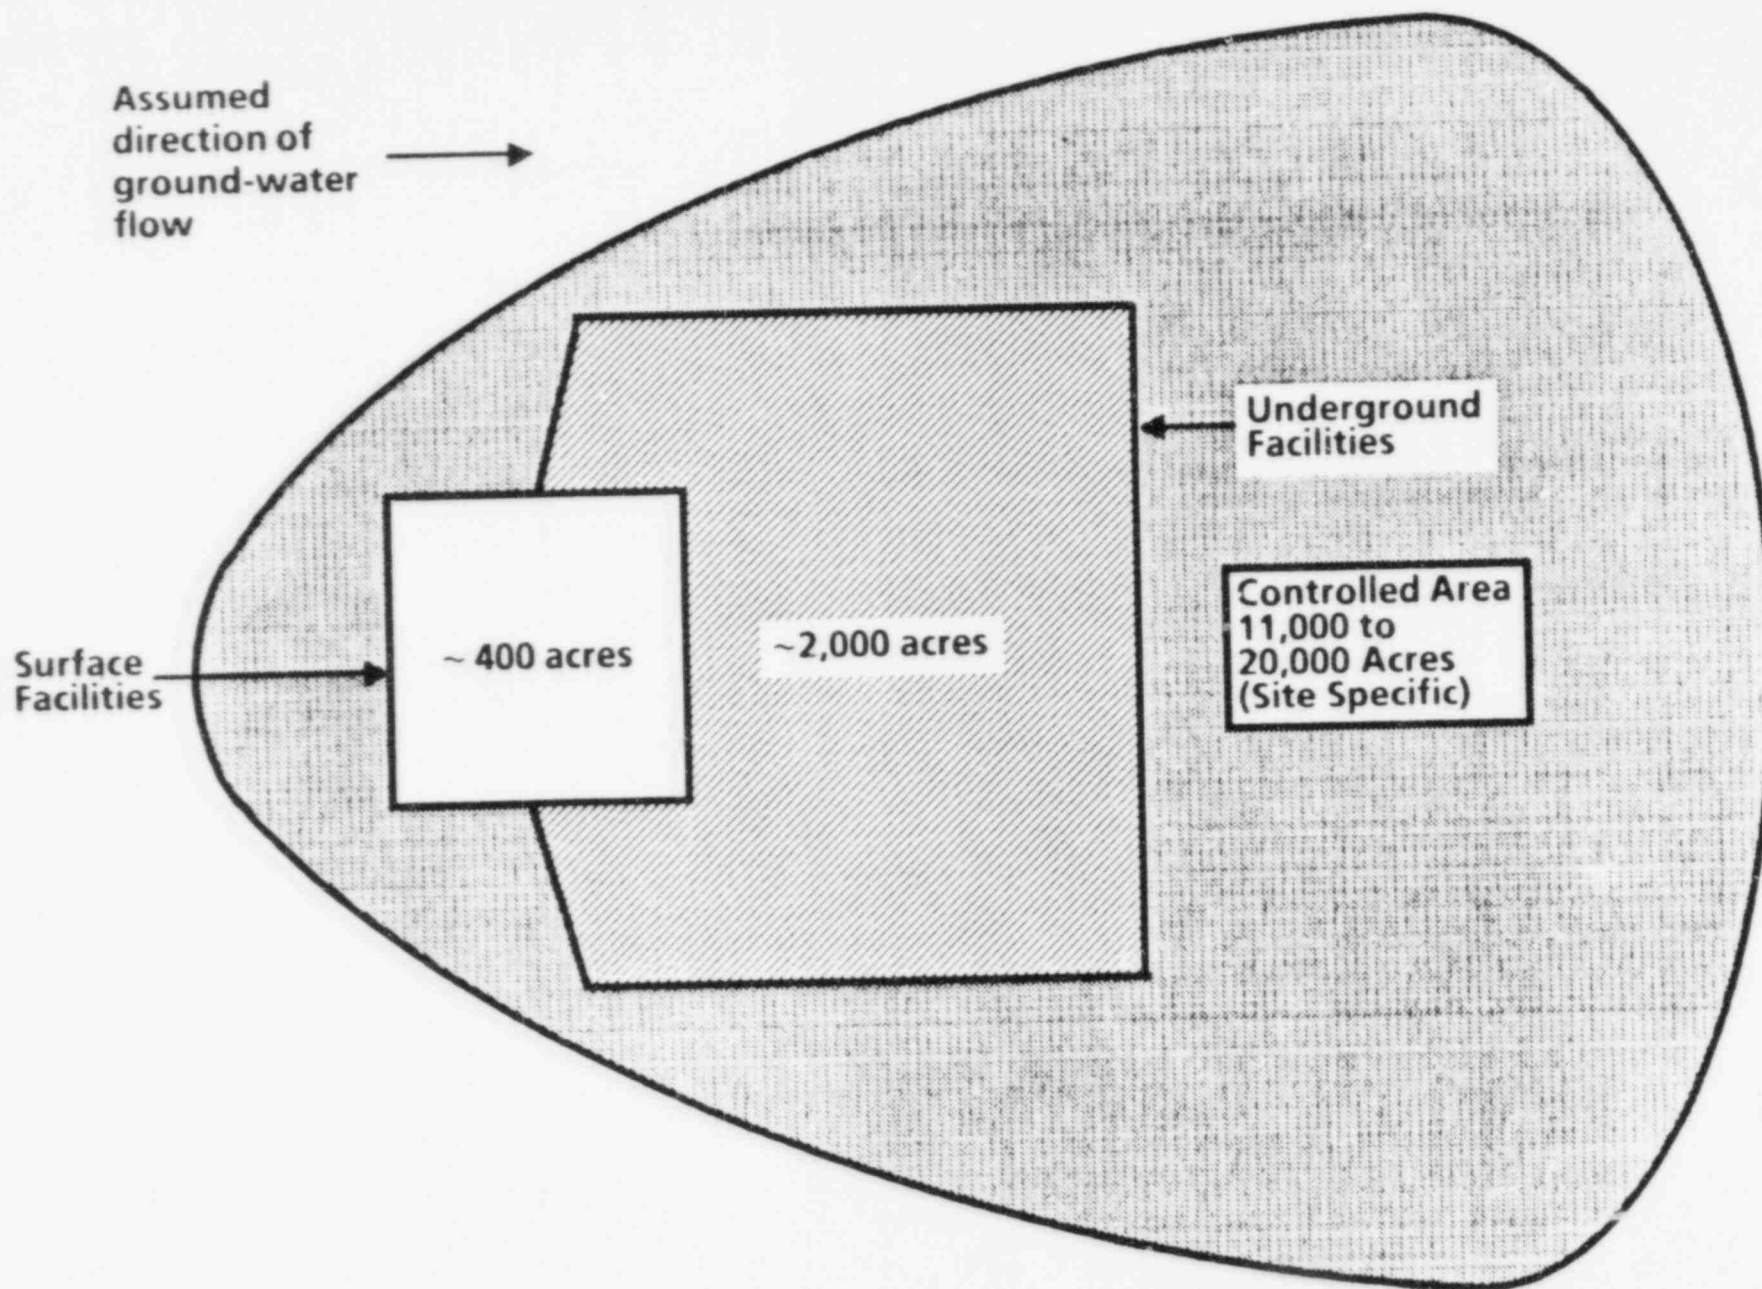 Assumed
direction of
ground-water
flow
Underground
Facilities
Controlled Area
11,000 to
20,000 Acres
(Site Specific)
~ 400 acres
~2,000 acres
Surface
Facilities